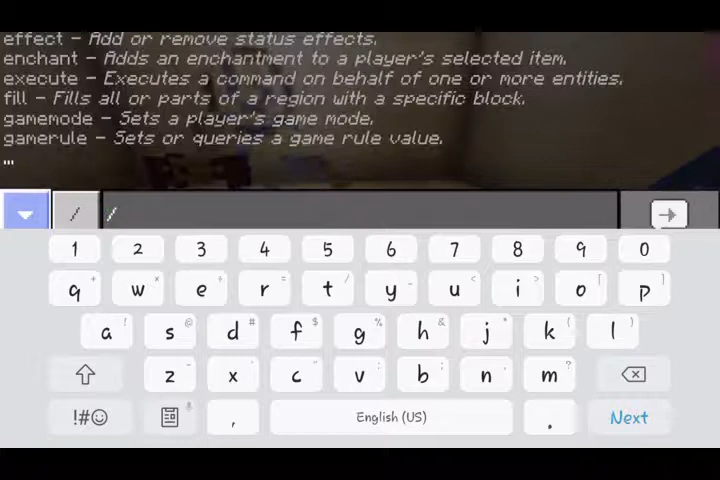 effect – Add or remove status effects.
enchant – Adds an enchantment to a player's selected item.
execute – Executes a command on behalf of one or more entities.
fill – Fills all or parts of a region with a specific block.
gamemode – Sets a player's game mode.
gamerule – Sets or queries a game rule value.
...
/ /
1 2 3 4 5 6 7 8 9 0
q w e r t y u i o p
a s d f g h j k l
z x c v b n m
!#☺ , English (US) . Next